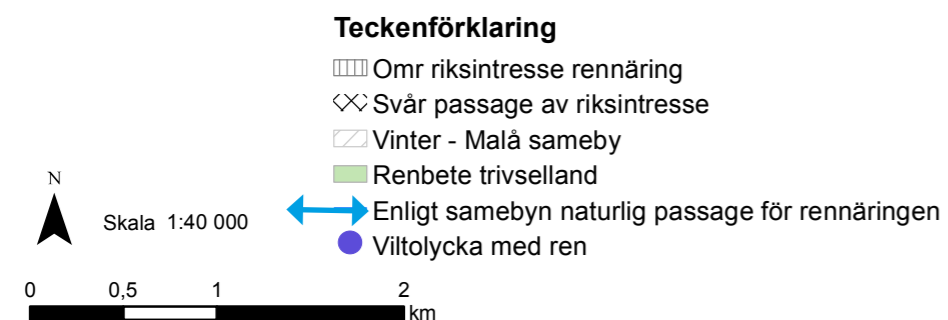 Teckenförklaring
Omr riksintresse rennäring
Svår passage av riksintresse
Vinter - Malå sameby
Renbete trivselland
Enligt samebyn naturlig passage för rennäringen
Viltolycka med ren
N
Skala 1:40 000
0 0,5 1 2
km